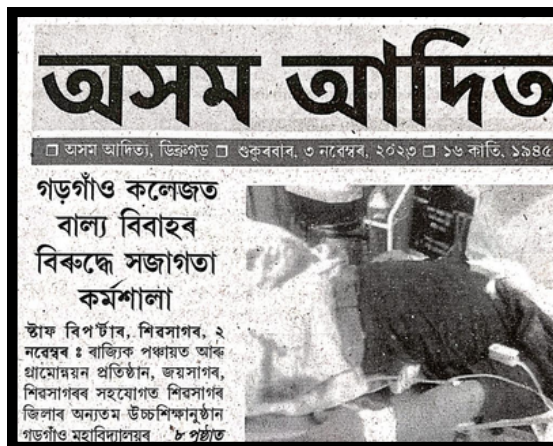 অসম আদিত
□ অসম আদিত্য, ডিব্ৰুগড় □ শুকুৰবাৰ, ৩ নৱেম্বৰ, ২০২৩ □ ১৬ কাতি, ১৯৪৫
গড়গাঁও কলেজত
বাল্য বিবাহৰ
বিৰুদ্ধে সজাগতা
কৰ্মশালা
ষ্টাফ ৰিপ'ৰ্টাৰ, শিৱসাগৰ, ২
নৱেম্বৰ ঃ ৰাজ্যিক পঞ্চায়ত আৰু
গ্ৰামোন্নয়ন প্ৰতিষ্ঠান, জয়সাগৰ,
শিৱসাগৰৰ সহযোগত শিৱসাগৰ
জিলাৰ অন্যতম উচ্চশিক্ষানুষ্ঠান
গড়গাঁও মহাবিদ্যালয়ৰ ৮ পৃষ্ঠাত